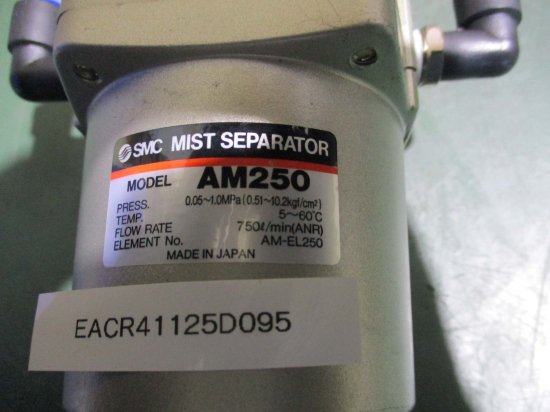 SMC MIST SEPARATOR
MODEL AM250
PRESS. 0.05~1.0MPa(0.51~10.2kgf/cm²)
TEMP. 5~60°C
FLOW RATE 750ℓ/min(ANR)
ELEMENT No. AM-EL250
MADE IN JAPAN
EACR41125D095